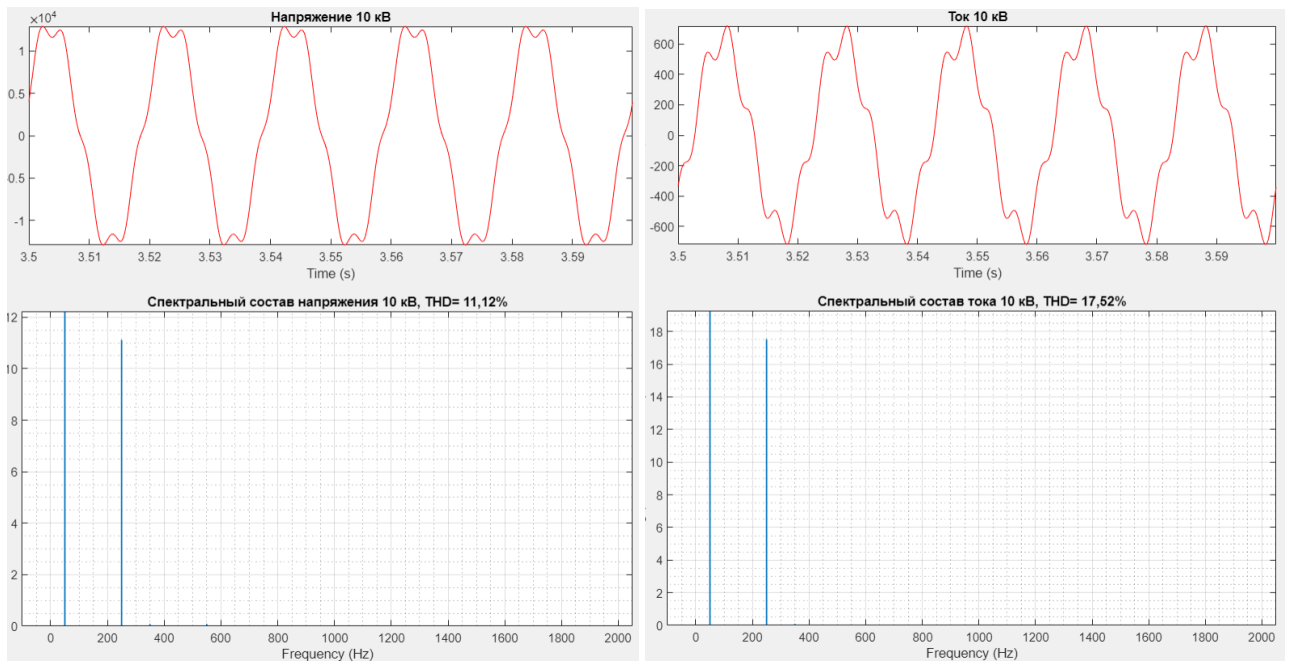 Напряжение 10 кВ
×10⁴
1
0.5
0
0.5
-1
3.5 3.51 3.52 3.53 3.54 3.55 3.56 3.57 3.58 3.59
Time (s)
Ток 10 кВ
600
400
200
0
-200
-400
-600
3.5 3.51 3.52 3.53 3.54 3.55 3.56 3.57 3.58 3.59
Time (s)
Спектральный состав напряжения 10 кВ, THD= 11,12%
12
10
8
6
4
2
0
0 200 400 600 800 1000 1200 1400 1600 1800 2000
Frequency (Hz)
Спектральный состав тока 10 кВ, THD= 17,52%
18
16
14
12
10
8
6
4
2
0
0 200 400 600 800 1000 1200 1400 1600 1800 2000
Frequency (Hz)